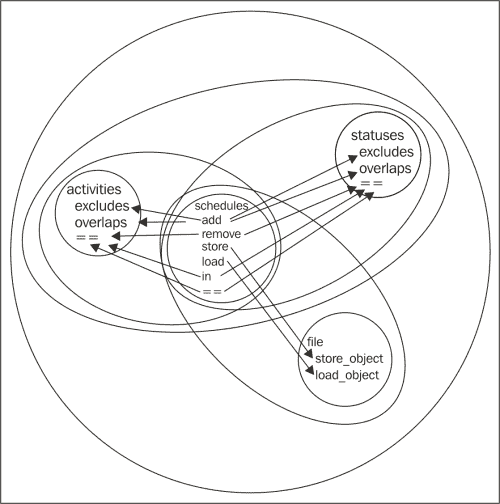 statuses
excludes
overlaps
==
activities
excludes
overlaps
==
schedules
add
remove
store
load
in
==
file
store_object
load_object